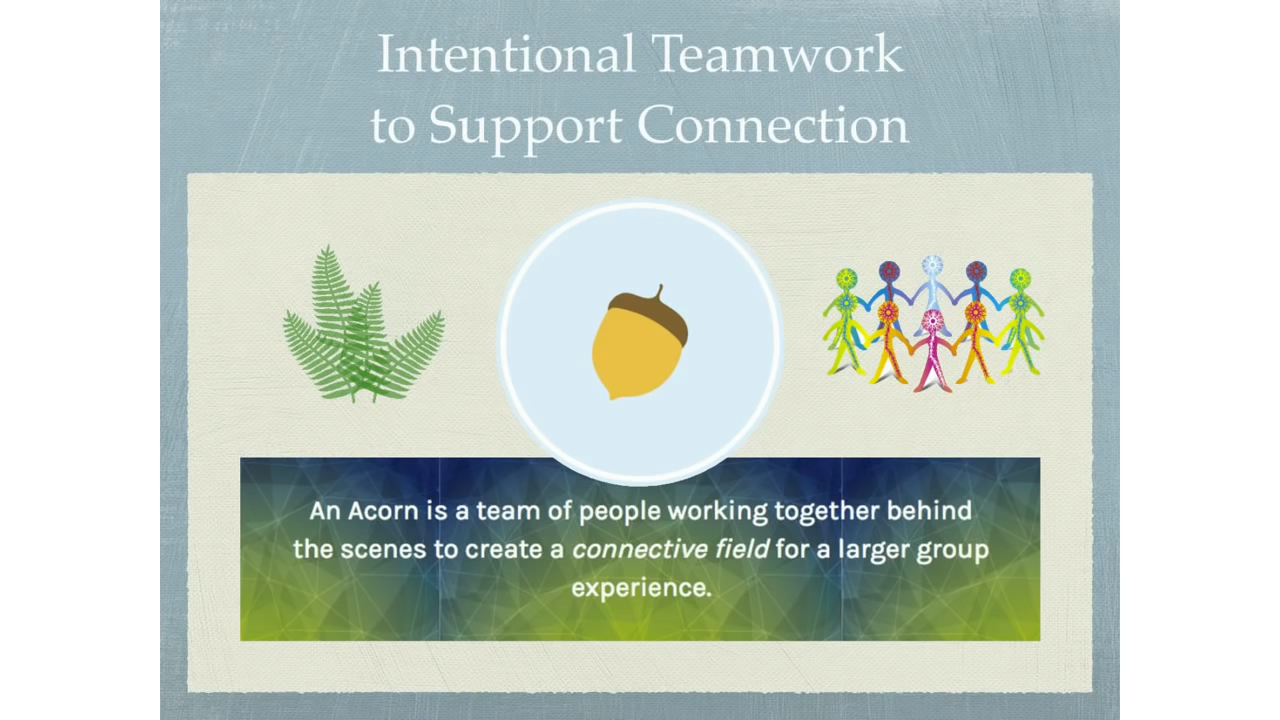 Intentional Teamwork
to Support Connection
An Acorn is a team of people working together behind
the scenes to create a connective field for a larger group
experience.